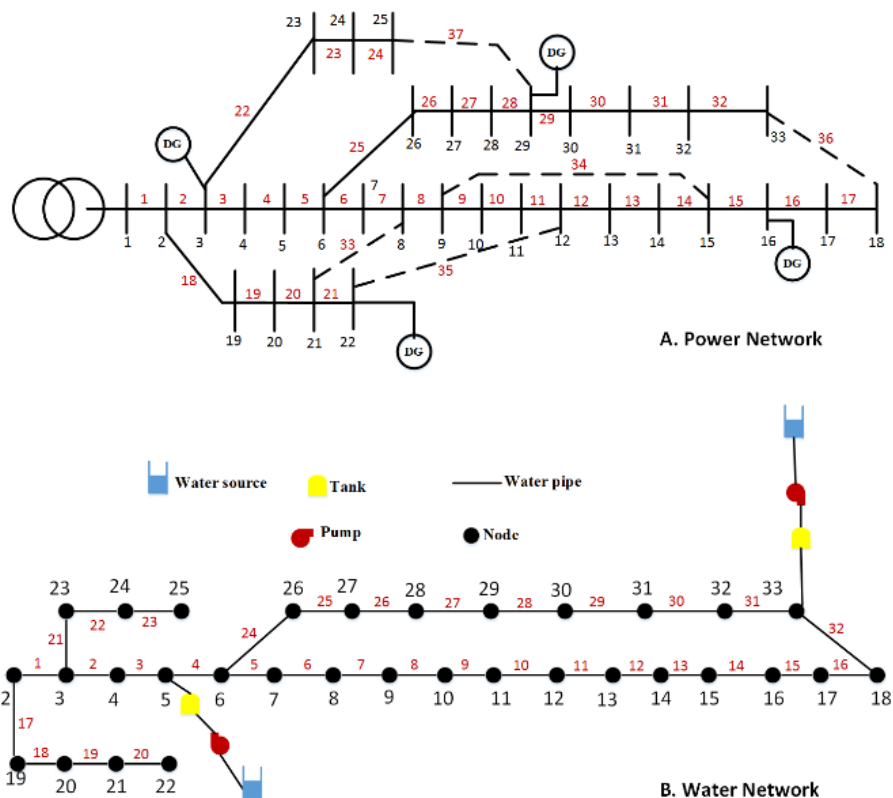 23 24 25
37
23 24
DG
22
26 27 28 30 31 32
29
DG
25
26 27 28 29 30 31 32 33
36
34
7
1 2 3 4 5 6 7 8 9 10 11 12 13 14 15 16 17
1 2 3 4 5 6 8 9 10 11 12 13 14 15 16 17 18
33
35
18
19 20 21
DG
19 20 21 22
DG
A. Power Network
Water source
Tank
Water pipe
Pump
Node
23 24 25 26 27 28 29 30 31 32 33
22 23 25 26 27 28 29 30 31
21 24 32
1 2 3 4 5 6 7 8 9 10 11 12 13 14 15 16
2 3 4 5 6 7 8 9 10 11 12 13 14 15 16 17 18
17
18 19 20
19 20 21 22
B. Water Network